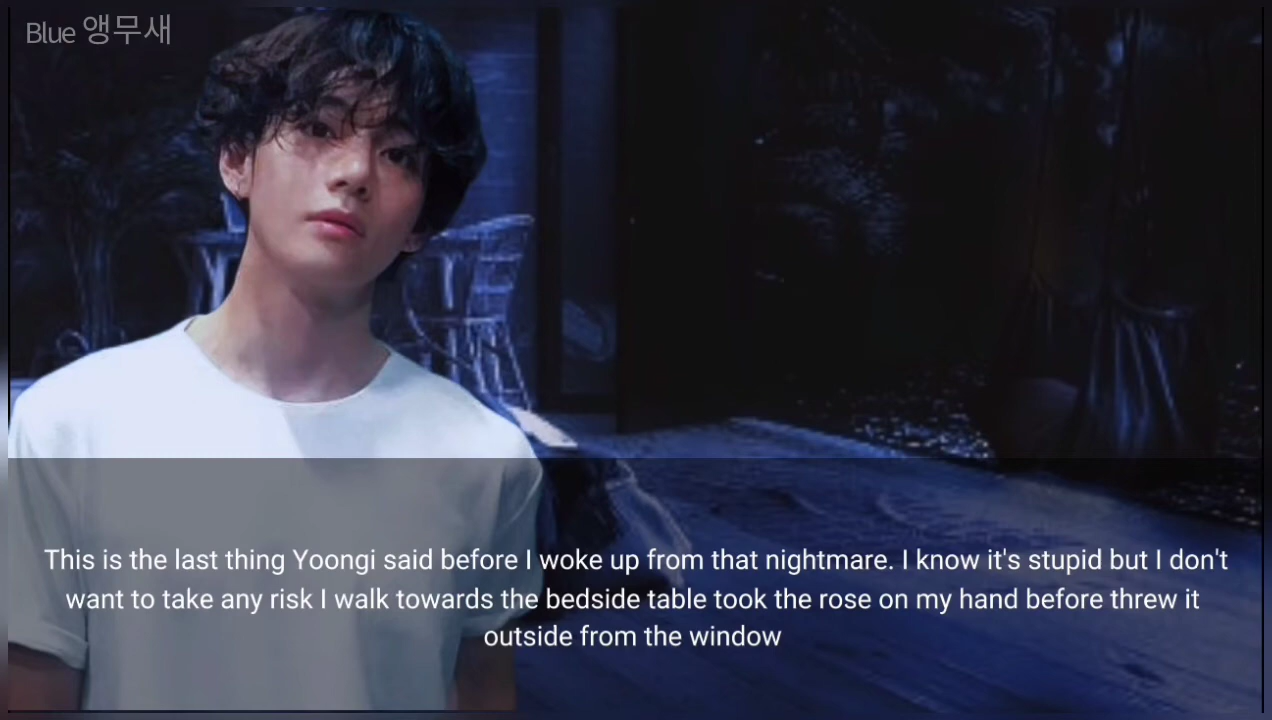 Blue 앵무새
This is the last thing Yoongi said before I woke up from that nightmare. I know it's stupid but I don't
want to take any risk I walk towards the bedside table took the rose on my hand before threw it
outside from the window